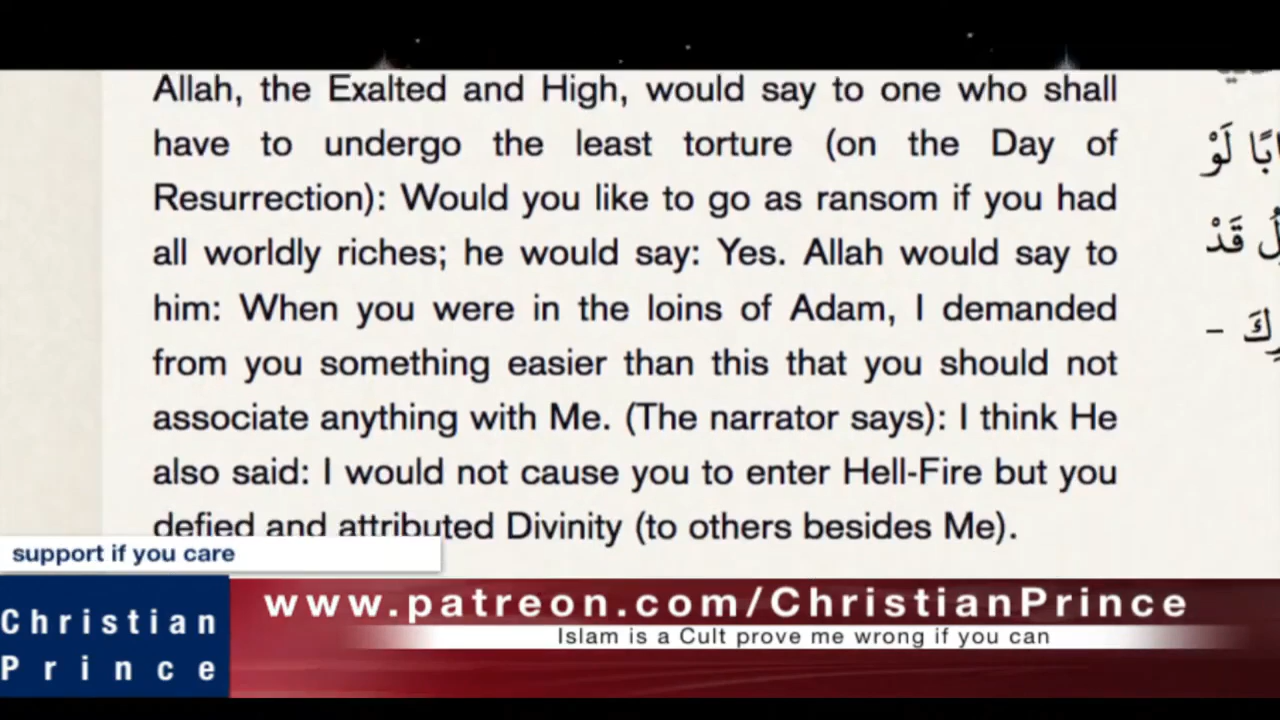 Allah, the Exalted and High, would say to one who shall
have to undergo the least torture (on the Day of
Resurrection): Would you like to go as ransom if you had
all worldly riches; he would say: Yes. Allah would say to
him: When you were in the loins of Adam, I demanded
from you something easier than this that you should not
associate anything with Me. (The narrator says): I think He
also said: I would not cause you to enter Hell-Fire but you
defied and attributed Divinity (to others besides Me).
لَوْ
قَدْ
support if you care
Christian
Prince
www.patreon.com/ChristianPrince
Islam is a Cult prove me wrong if you can